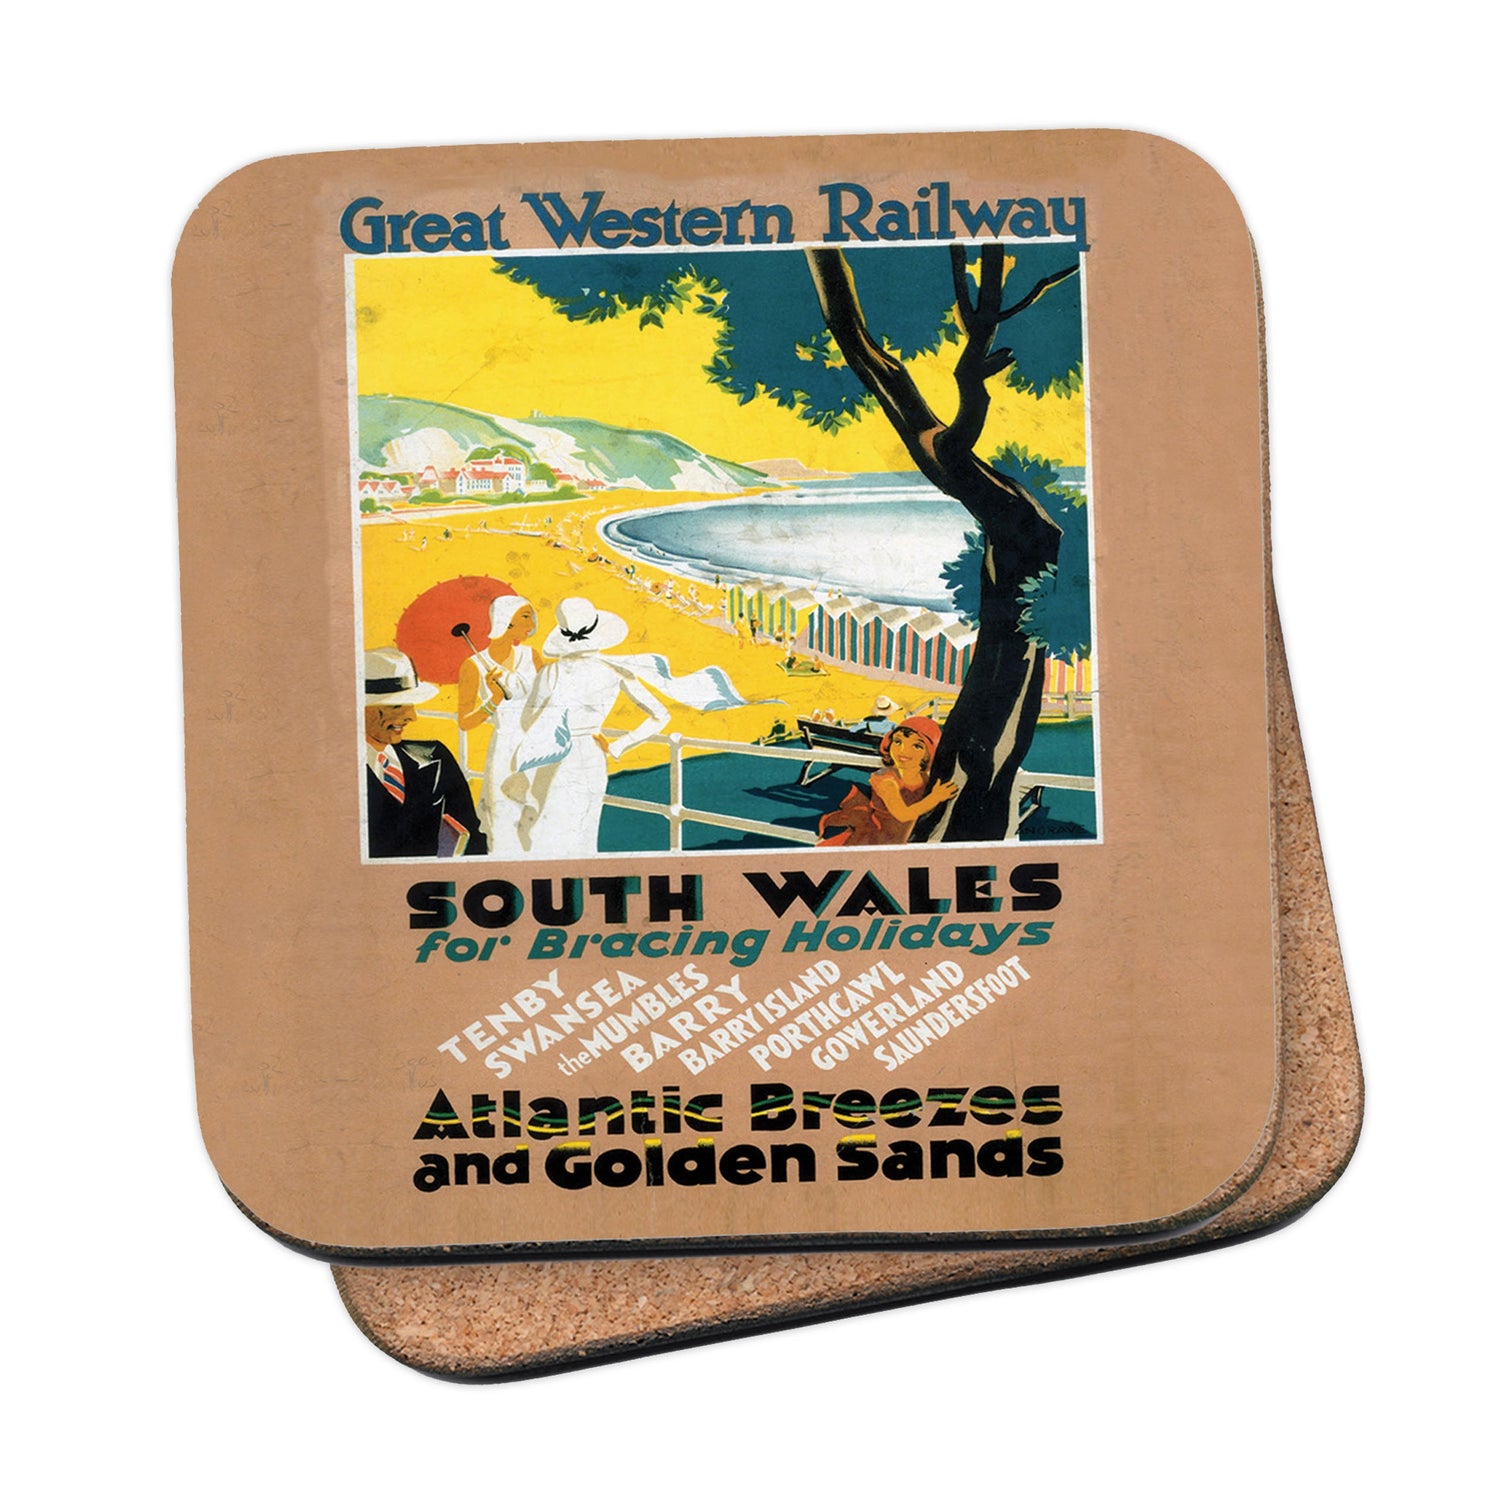 Great Western Railway
ANGRAVE
SOUTH WALES
for Bracing Holidays
TENBY
SWANSEA
the MUMBLES
BARRY
BARRY ISLAND
PORTHCAWL
GOWERLAND
SAUNDERSFOOT
Atlantic Breezes
and Golden Sands